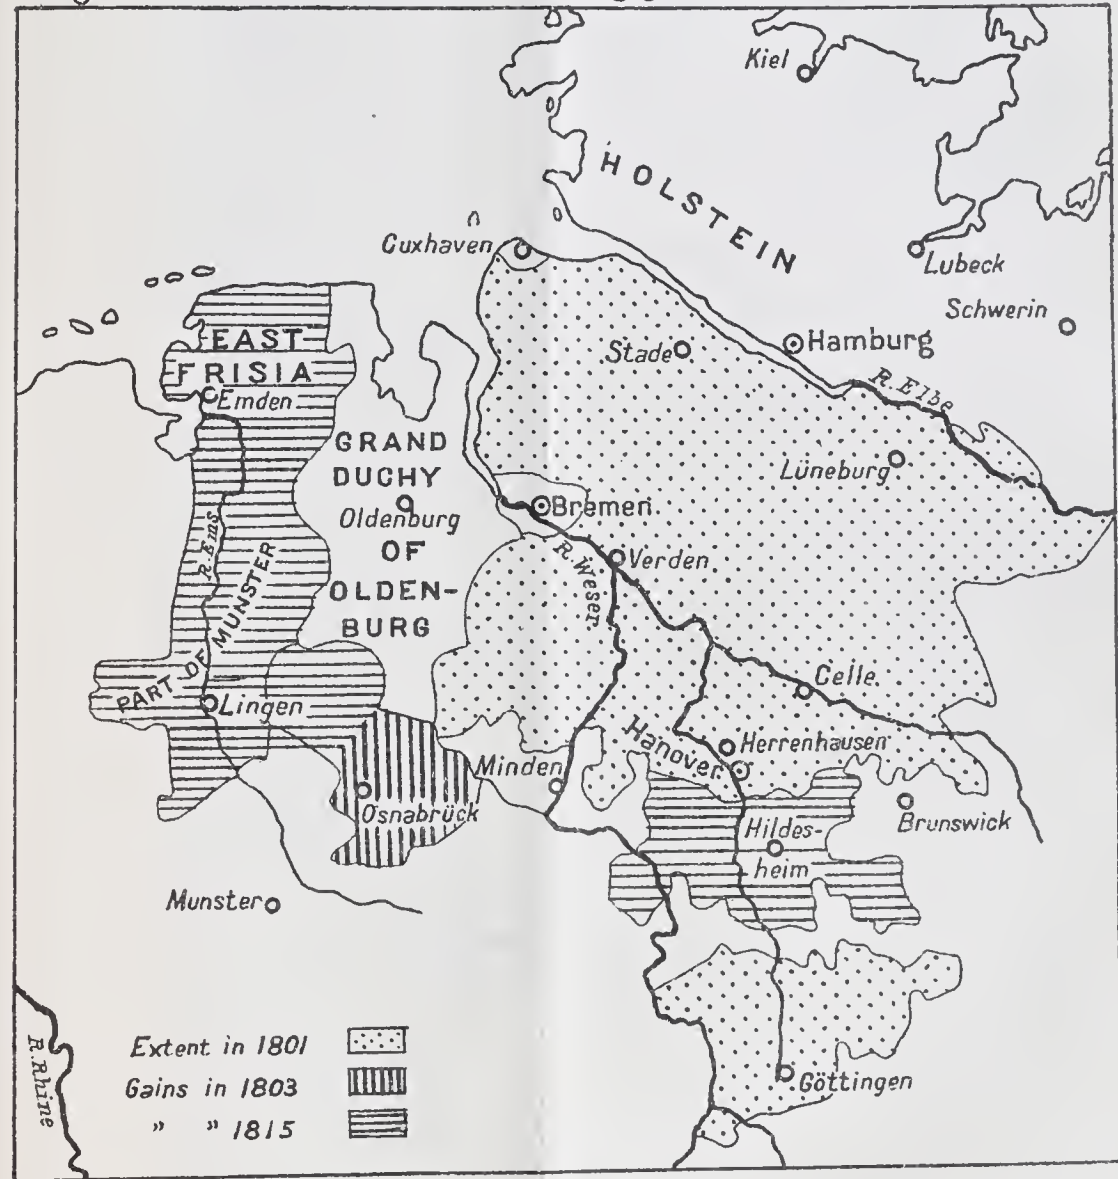 Kiel
HOLSTEIN
Cuxhaven
Lubeck
Schwerin
EAST
FRISIA
Emden
Stade
Hamburg
R. Elbe
GRAND
DUCHY
Oldenburg
OF
OLDEN-
BURG
Lüneburg
Bremen
R. Weser
Verden
R. Ems
PART OF MUNSTER
Lingen
Celle
Hanover
Herrenhausen
Minden
Osnabrück
Hildes-
heim
Brunswick
Munster
R. Rhine
Göttingen
Extent in 1801
Gains in 1803
" " 1815